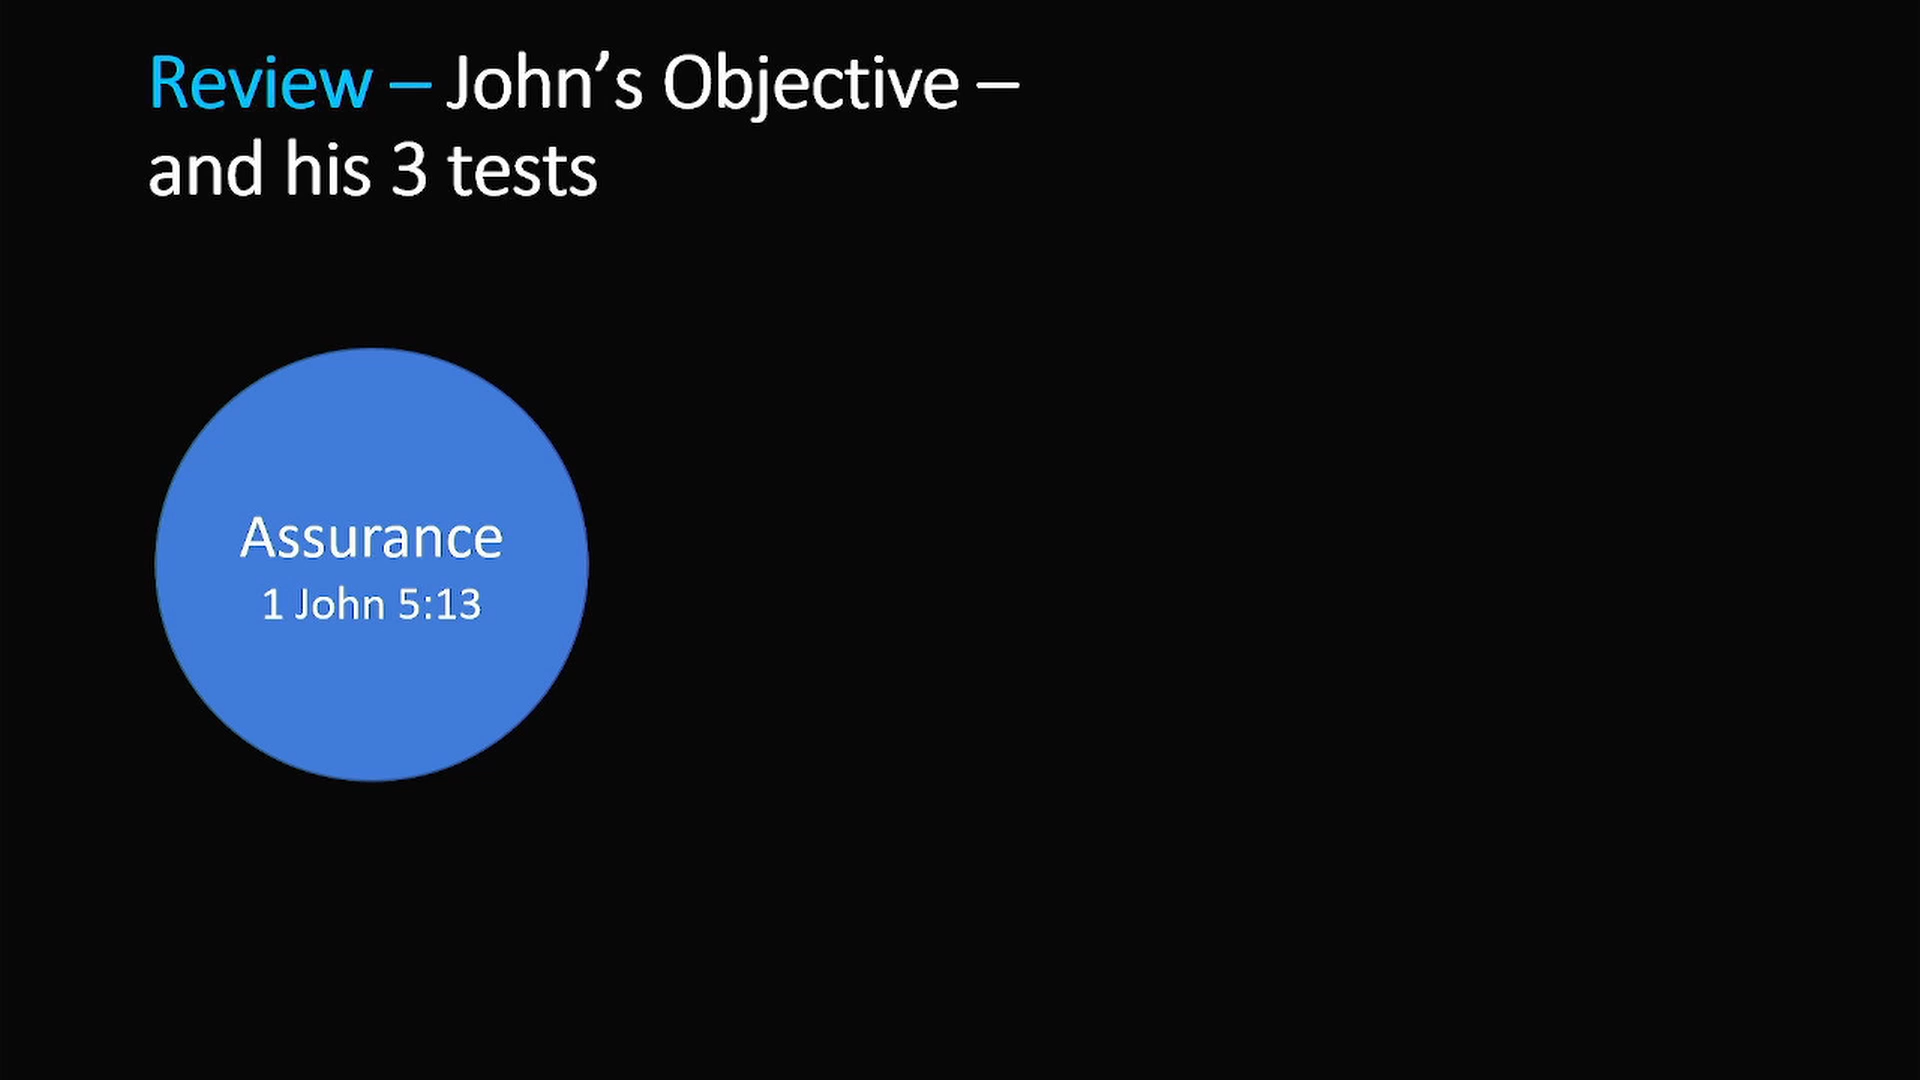 Review – John’s Objective –
and his 3 tests
Assurance
1 John 5:13